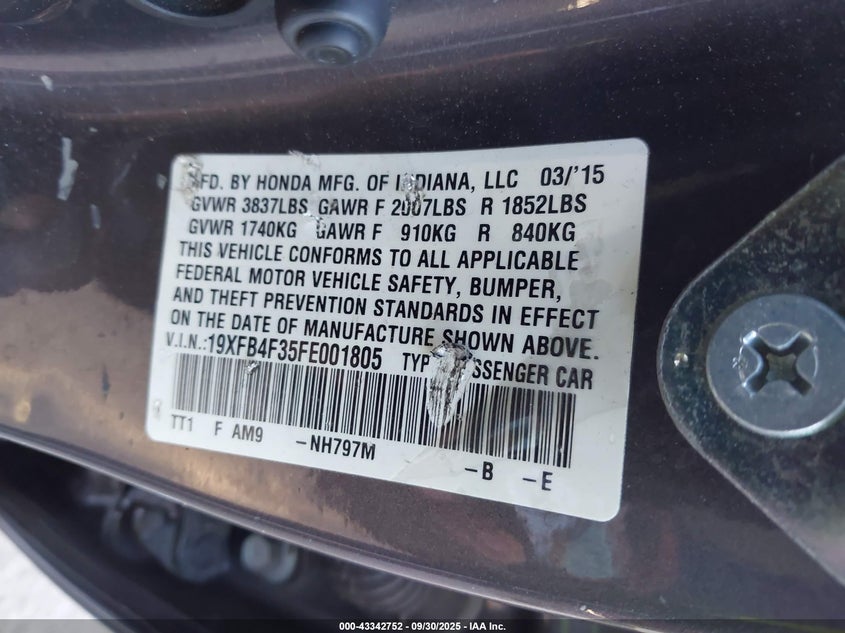 MFD. BY HONDA MFG. OF INDIANA, LLC 03/'15
GVWR 3837LBS GAWR F 2007LBS R 1852LBS
GVWR 1740KG GAWR F 910KG R 840KG
THIS VEHICLE CONFORMS TO ALL APPLICABLE
FEDERAL MOTOR VEHICLE SAFETY, BUMPER,
AND THEFT PREVENTION STANDARDS IN EFFECT
ON THE DATE OF MANUFACTURE SHOWN ABOVE.
V.I.N.:19XFB4F35FE001805 TYP SSENGER CAR
TT1 F AM9 -NH797M -B -E
000-43342752 - 09/30/2025 - IAA Inc.